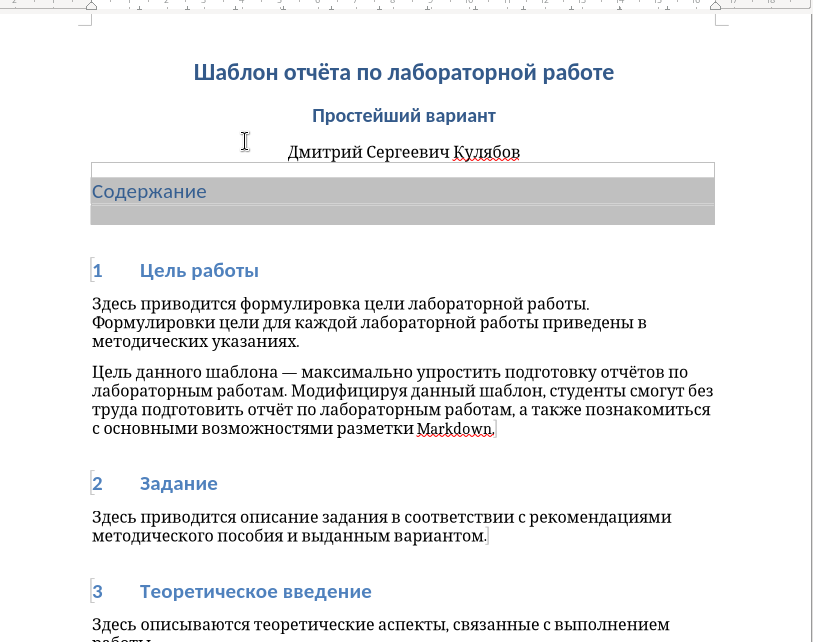 Шаблон отчёта по лабораторной работе
Простейший вариант
Дмитрий Сергеевич Кулябов
Содержание
1 Цель работы
Здесь приводится формулировка цели лабораторной работы.
Формулировки цели для каждой лабораторной работы приведены в
методических указаниях.
Цель данного шаблона — максимально упростить подготовку отчётов по
лабораторным работам. Модифицируя данный шаблон, студенты смогут без
труда подготовить отчёт по лабораторным работам, а также познакомиться
с основными возможностями разметки Markdown.
2 Задание
Здесь приводится описание задания в соответствии с рекомендациями
методического пособия и выданным вариантом.
3 Теоретическое введение
Здесь описываются теоретические аспекты, связанные с выполнением